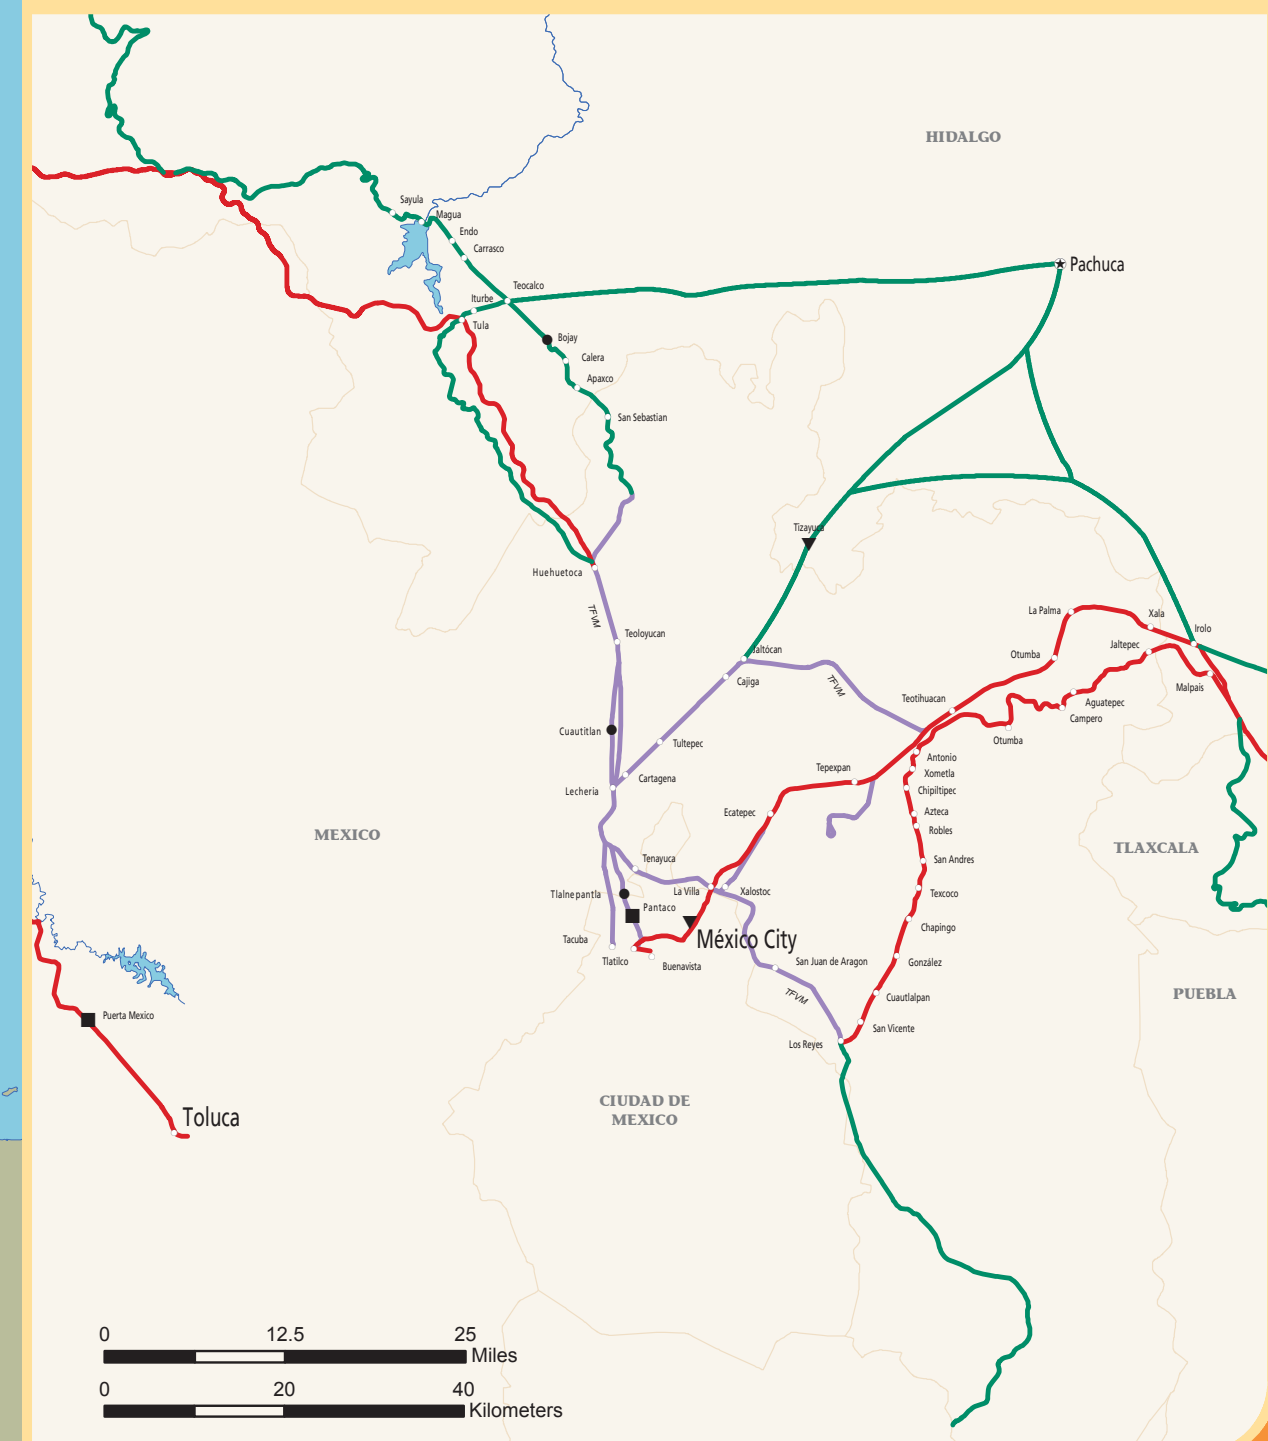 HIDALGO
Sayula
Magua
Endo
Carrasco
Pachuca
Teocalco
Iturbe
Tula
Bojay
Calera
Apaxco
San Sebastian
Tizayuca
Huehuetoca
TFVM
Teoloyucan
La Palma
Xala
Irolo
Jaltepec
Jaltócan
Otumba
Cajiga
TFVM
Malpais
Teotihuacan
Aguatepec
Campero
Cuautitlan
Tultepec
Otumba
Antonio
Tepexpan
Xometla
Cartagena
Lecheria
Chipiltipec
Ecatepec
Azteca
Robles
MEXICO
TLAXCALA
Tenayuca
San Andres
Tlalnepantla
La Villa
Xalostoc
Texcoco
Pantaco
Chapingo
Tacuba
México City
Tlatilco
Buenavista
San Juan de Aragon
González
TFVM
Cuautlalpan
PUEBLA
Puerta Mexico
San Vicente
Los Reyes
CIUDAD DE
MEXICO
Toluca
0 12.5 25
Miles
0 20 40
Kilometers